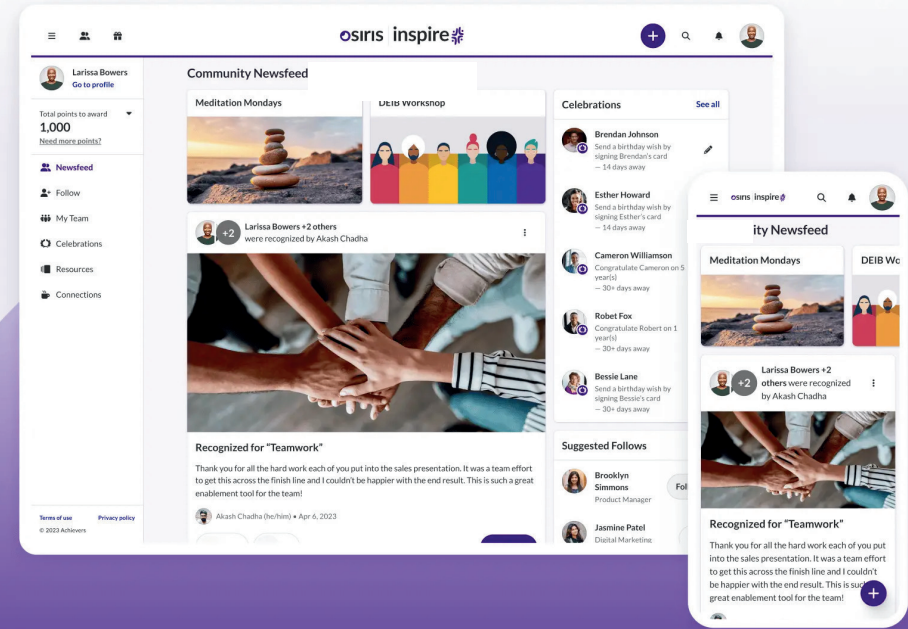 osiris inspire
Larissa Bowers
Go to profile
Total points to award
1,000
Need more points?
Newsfeed
Follow
My Team
Celebrations
Resources
Connections
Terms of use Privacy policy
© 2023 Achievers
Community Newsfeed
Meditation Mondays
DEIB Workshop
+2
Larissa Bowers +2 others
were recognized by Akash Chadha
Recognized for “Teamwork”
Thank you for all the hard work each of you put into the sales presentation. It was a team effort
to get this across the finish line and I couldn't be happier with the end result. This is such a great
enablement tool for the team!
Akash Chadha (he/him) • Apr 6, 2023
Celebrations See all
Brendan Johnson
Send a birthday wish by
signing Brendan's card
— 14 days away
Esther Howard
Send a birthday wish by
signing Esther's card
— 14 days away
Cameron Williamson
Congratulate Cameron on 5
year(s)
— 30+ days away
Robet Fox
Congratulate Robert on 1
year(s)
— 30+ days away
Bessie Lane
Send a birthday wish by
signing Bessie's card
— 30+ days away
Suggested Follows
Brooklyn
Simmons
Product Manager
Fol
Jasmine Patel
Digital Marketing
osiris inspire
ity Newsfeed
Meditation Mondays
DEIB Wo
+2
Larissa Bowers +2
others were recognized
by Akash Chadha
Recognized for “Teamwork”
Thank you for all the hard work each of you put
into the sales presentation. It was a team effort
to get this across the finish line and I couldn't
be happier with the end result. This is such
great enablement tool for the team!